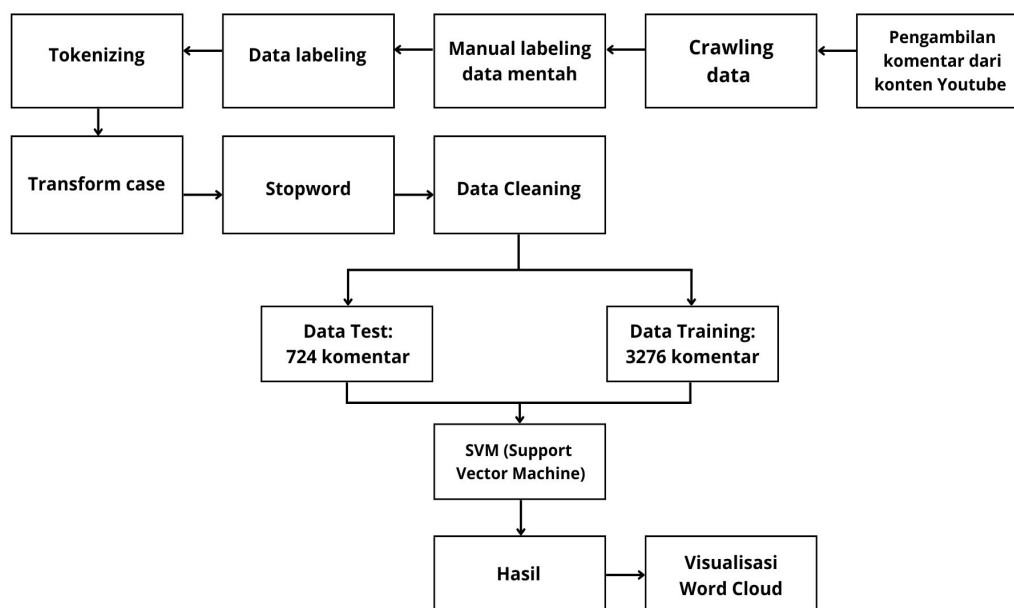 Tokenizing
Data labeling
Manual labeling
data mentah
Crawling
data
Pengambilan
komentar dari
konten Youtube
Transform case
Stopword
Data Cleaning
Data Test:
724 komentar
Data Training:
3276 komentar
SVM (Support
Vector Machine)
Hasil
Visualisasi
Word Cloud